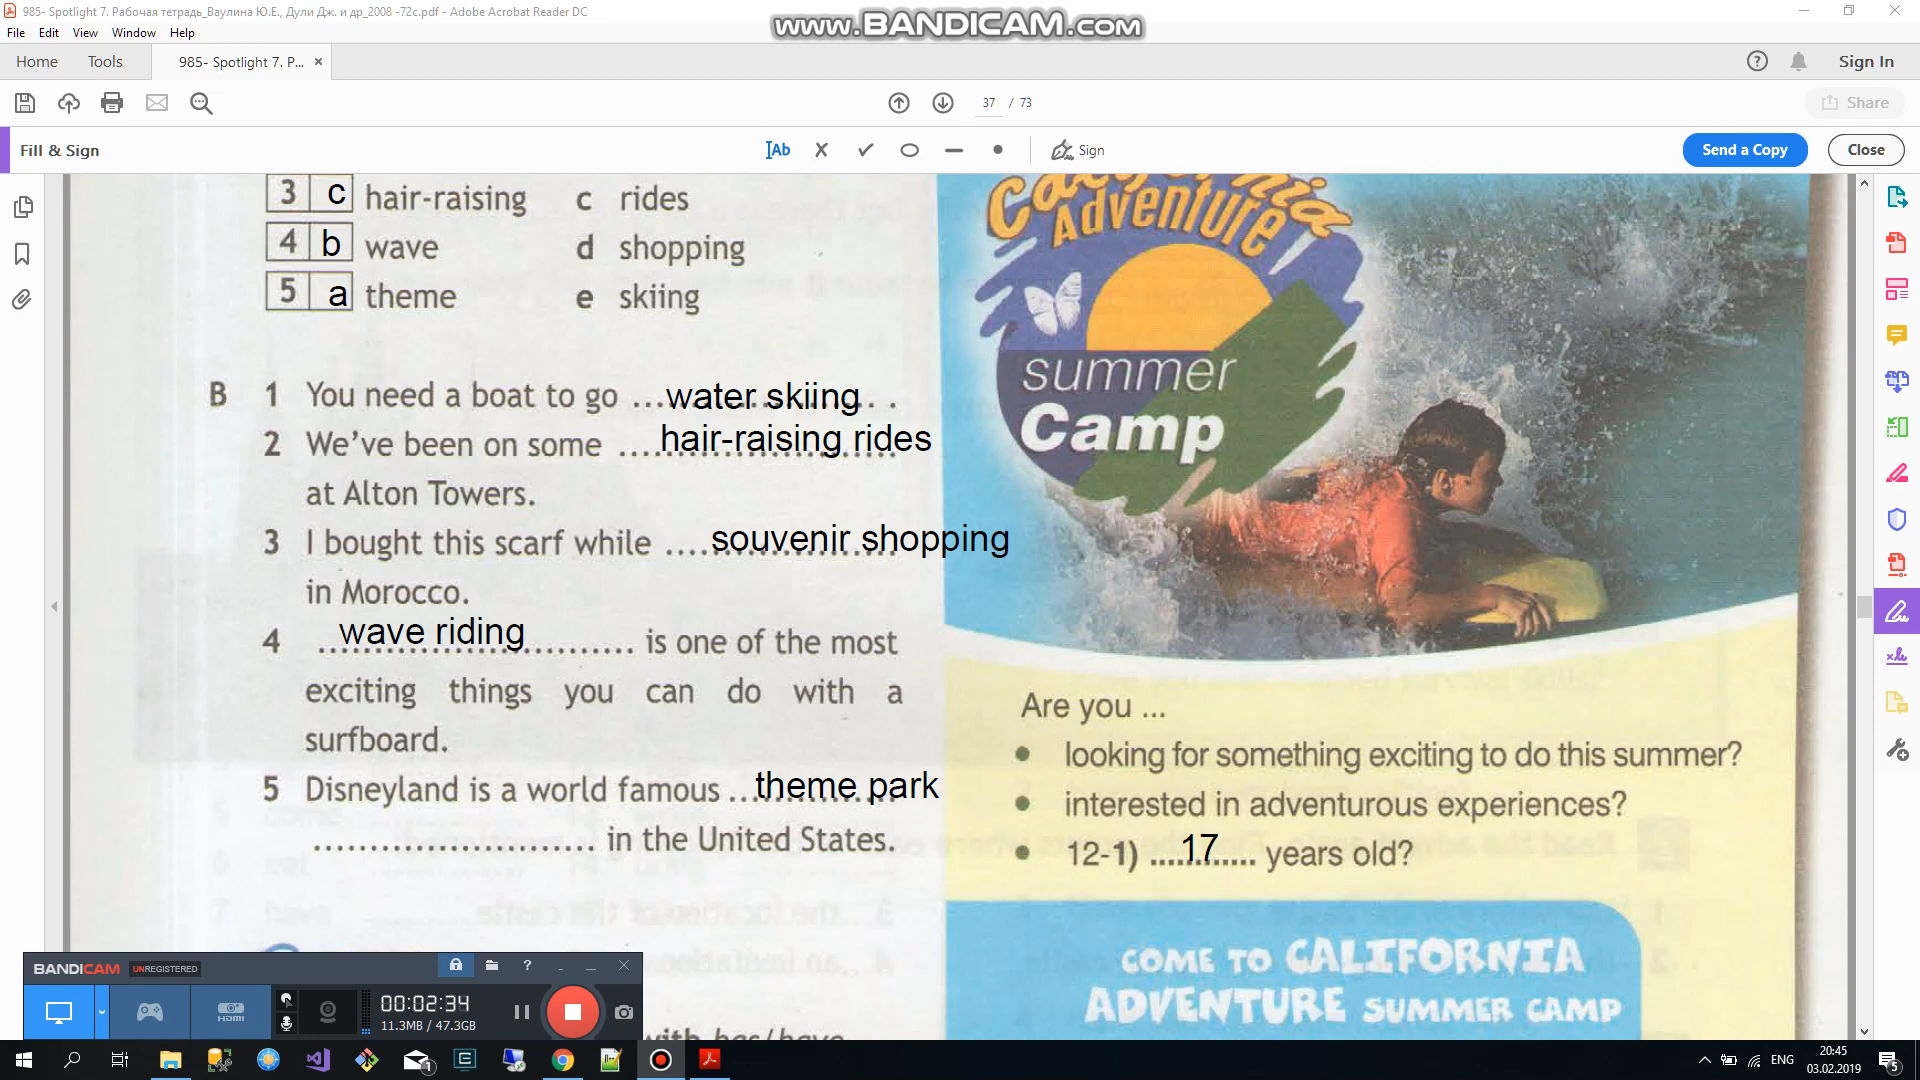 985- Spotlight 7. Рабочая тетрадь_Ваулина Ю.Е., Дули Дж. и др_2008 -72с.pdf - Adobe Acrobat Reader DC
www.BANDICAM.com
File Edit View Window Help
Home Tools 985- Spotlight 7. P... × Sign In
37 / 73 Share
Fill & Sign Ab Sign Send a Copy Close
3 c hair-raising c rides
4 b wave d shopping
5 a theme e skiing
B 1 You need a boat to go ... water skiing .
2 We've been on some ... hair-raising rides
at Alton Towers.
3 I bought this scarf while ... souvenir shopping
in Morocco.
4 wave riding ... is one of the most
exciting things you can do with a
surfboard.
5 Disneyland is a world famous ... theme park
... in the United States.
California
Adventure
summer
Camp
Are you ...
• looking for something exciting to do this summer?
• interested in adventurous experiences?
• 12-1) ... 17 ... years old?
COME TO CALIFORNIA
ADVENTURE SUMMER CAMP
with has/have
BANDICAM UNREGISTERED
HDMI
00:02:34
11.3MB / 47.3GB
1
ENG
20:45
03.02.2019
5